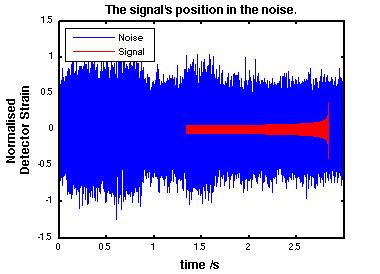 The signal's position in the noise.
1.5
Noise
Signal
1
0.5
0
-0.5
-1
-1.5
Normalised
Detector Strain
0 0.5 1 1.5 2 2.5
time /s